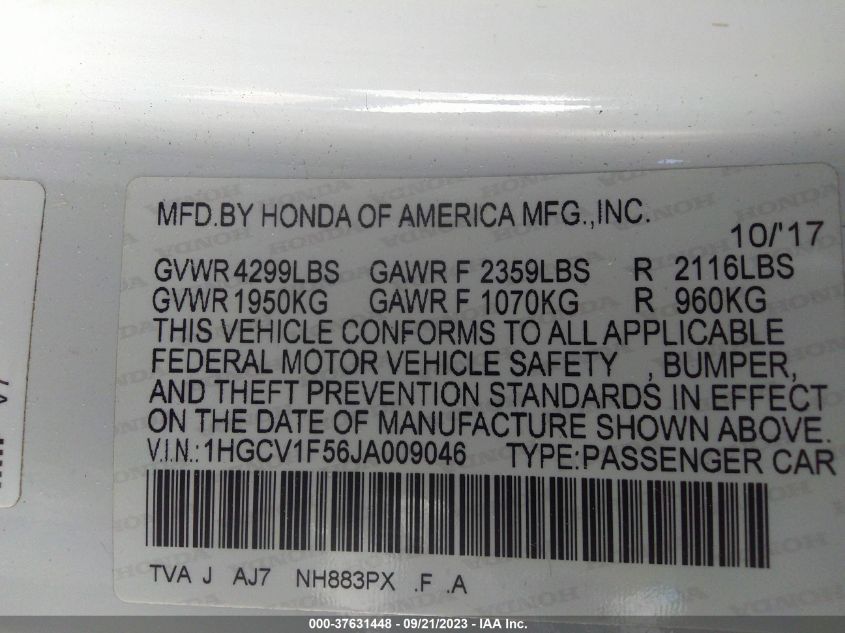 MFD.BY HONDA OF AMERICA MFG.,INC.
10/'17
GVWR 4299LBS GAWR F 2359LBS R 2116LBS
GVWR 1950KG GAWR F 1070KG R 960KG
THIS VEHICLE CONFORMS TO ALL APPLICABLE
FEDERAL MOTOR VEHICLE SAFETY , BUMPER,
AND THEFT PREVENTION STANDARDS IN EFFECT
ON THE DATE OF MANUFACTURE SHOWN ABOVE.
V.I.N.:1HGCV1F56JA009046 TYPE:PASSENGER CAR
TVA J AJ7 NH883PX .F .A
000-37631448 - 09/21/2023 - IAA Inc.